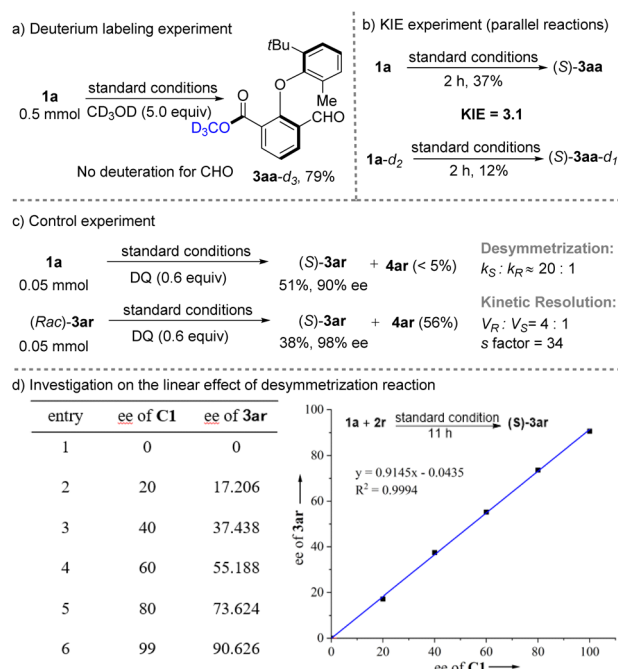 a) Deuterium labeling experiment
1a
0.5 mmol
standard conditions
CD3OD (5.0 equiv)
tBu
O
Me
O
D3CO
CHO
No deuteration for CHO
3aa-d3, 79%
b) KIE experiment (parallel reactions)
1a standard conditions (S)-3aa
2 h, 37%
KIE = 3.1
1a-d2 standard conditions (S)-3aa-d1
2 h, 12%
c) Control experiment
1a
0.05 mmol
standard conditions
DQ (0.6 equiv)
(S)-3ar + 4ar (< 5%)
51%, 90% ee
Desymmetrization:
kS : kR ≈ 20 : 1
(Rac)-3ar
0.05 mmol
standard conditions
DQ (0.6 equiv)
(S)-3ar + 4ar (56%)
38%, 98% ee
Kinetic Resolution:
VR : VS= 4 : 1
s factor = 34
d) Investigation on the linear effect of desymmetrization reaction
entry ee of C1 ee of 3ar
1 0 0
2 20 17.206
3 40 37.438
4 60 55.188
5 80 73.624
6 99 90.626
1a + 2r standard condition (S)-3ar
11 h
y = 0.9145x - 0.0435
R2 = 0.9994
ee of 3ar
100
80
60
40
20
0
0 20 40 60 80 100
ee of C1